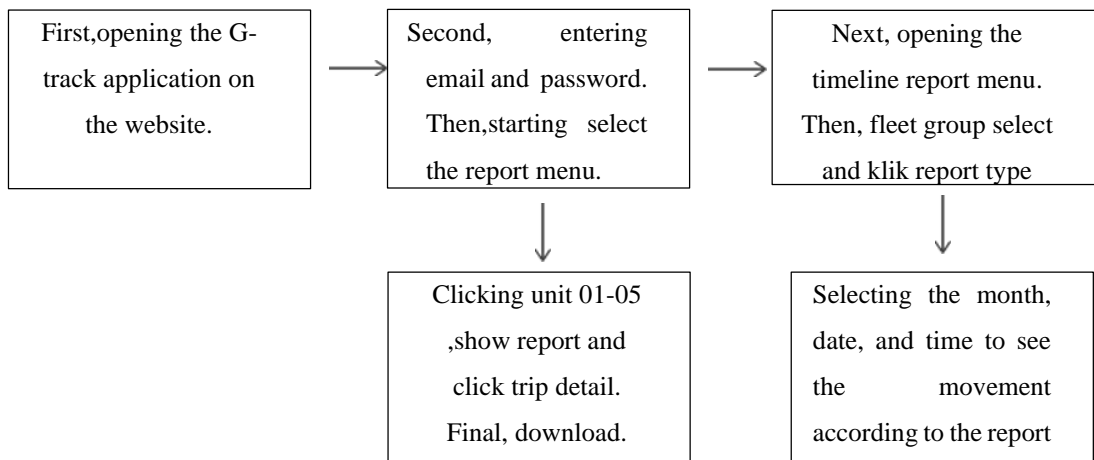 First,opening the G-
track application on
the website.
Second, entering
email and password.
Then,starting select
the report menu.
Next, opening the
timeline report menu.
Then, fleet group select
and klik report type
Clicking unit 01-05
,show report and
click trip detail.
Final, download.
Selecting the month,
date, and time to see
the movement
according to the report